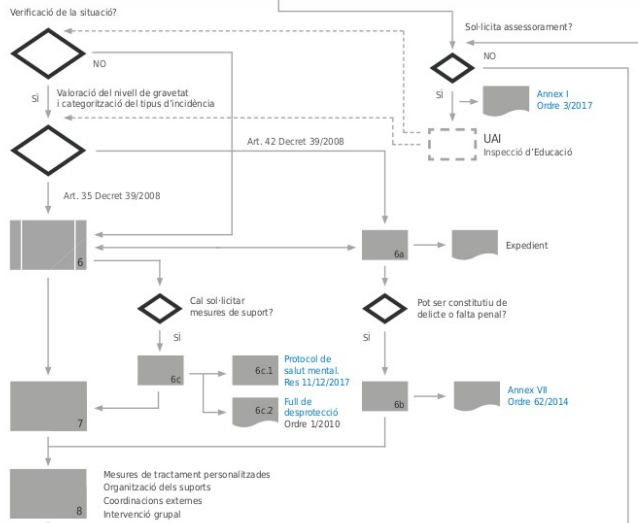 Verificació de la situació?
Sol·licita assessorament?
NO
NO
SÍ
Valoració del nivell de gravetat
i categorització del tipus d'incidència
SÍ
Annex I
Ordre 3/2017
UAI
Inspecció d'Educació
Art. 42 Decret 39/2008
Art. 35 Decret 39/2008
6
6a
Expedient
Cal sol·licitar
mesures de suport?
Pot ser constitutiu de
delicte o falta penal?
SÍ
SÍ
6c
6c.1
Protocol de
salut mental.
Res 11/12/2017
6c.2
Full de
desprotecció
Ordre 1/2010
6b
Annex VII
Ordre 62/2014
7
8
Mesures de tractament personalitzades
Organització dels suports
Coordinacions externes
Intervenció grupal